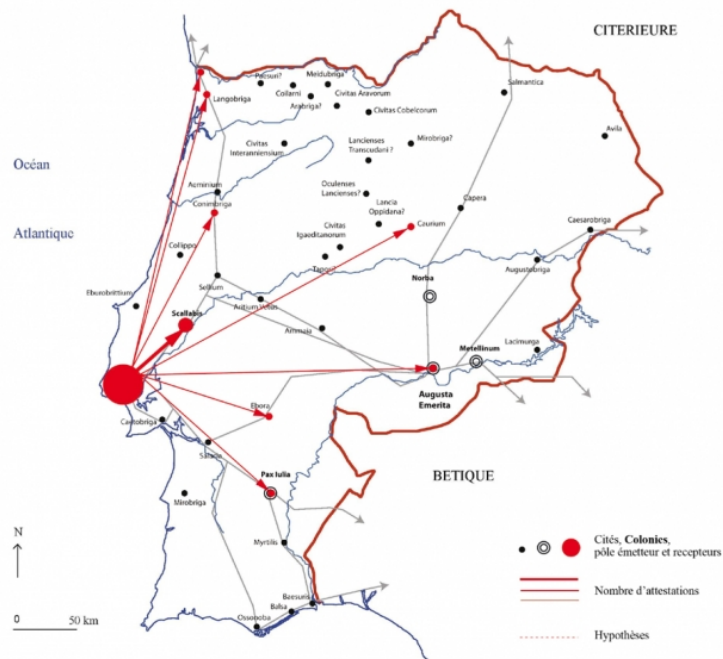 CITERIEURE
Paesuri?
Meidubriga?
Salmantica
Coilarni
Civitas Aravorum
Langobriga
Arabriga?
Civitas Cobelcorum
Avila
Civitas
Interanniensium
Lancienses
Transcudani ?
Mirobriga?
Océan
Aeminium
Oculenses
Lancienses?
Capera
Conimbriga
Lancia
Oppidana?
Atlantique
Civitas
Igaeditanorum
Caurium
Caesarobriga
Collippo
Augustobriga
Sellium
Norba
Eburobrittium
Aritium Vetus
Scallabis
Ammaia
Metellinum
Lacimurga
Augusta
Emerita
Ebora
Salacia
Pax Iulia
BETIQUE
Mirobriga
Myrtilis
Cités, Colonies,
pôle émetteur et recepteurs
N
Nombre d'attestations
Baesuris
Balsa
Ossonoba
0 50 km
Hypothèses